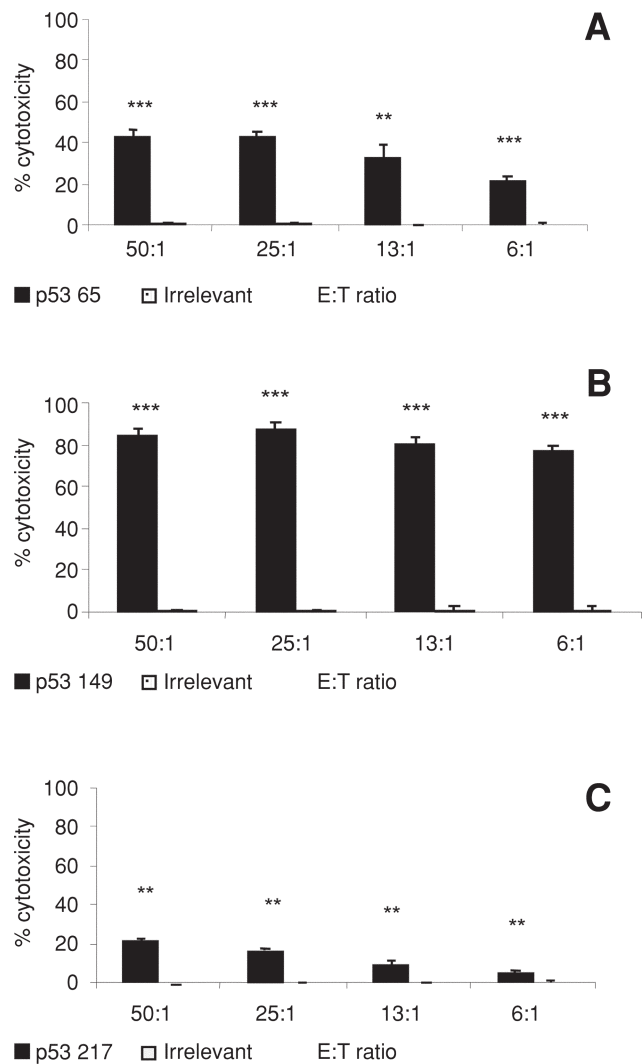 A
% cytotoxicity
100
80
60
40
20
0
*** *** ** ***
50:1 25:1 13:1 6:1
p53 65 Irrelevant E:T ratio
B
% cytotoxicity
100
80
60
40
20
0
*** *** *** ***
50:1 25:1 13:1 6:1
p53 149 Irrelevant E:T ratio
C
% cytotoxicity
100
80
60
40
20
0
** ** ** **
50:1 25:1 13:1 6:1
p53 217 Irrelevant E:T ratio